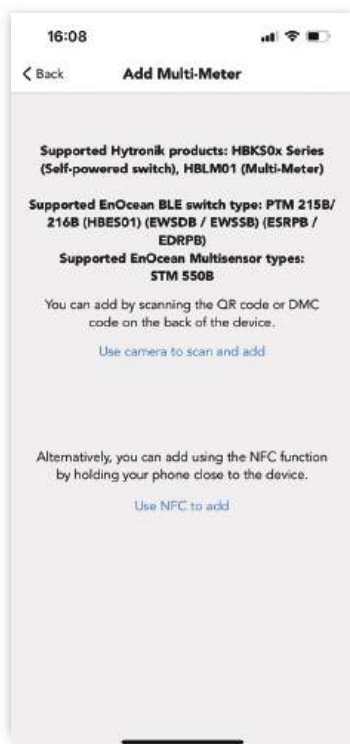 16:08
Back
Add Multi-Meter
Supported Hytronik products: HBKS0x Series
(Self-powered switch), HBLM01 (Multi-Meter)
Supported EnOcean BLE switch type: PTM 215B/
216B (HBES01) (EWSDB / EWSSB) (ESRPB /
EDRPB)
Supported EnOcean Multisensor types:
STM 550B
You can add by scanning the QR code or DMC
code on the back of the device.
Use camera to scan and add
Alternatively, you can add using the NFC function
by holding your phone close to the device.
Use NFC to add